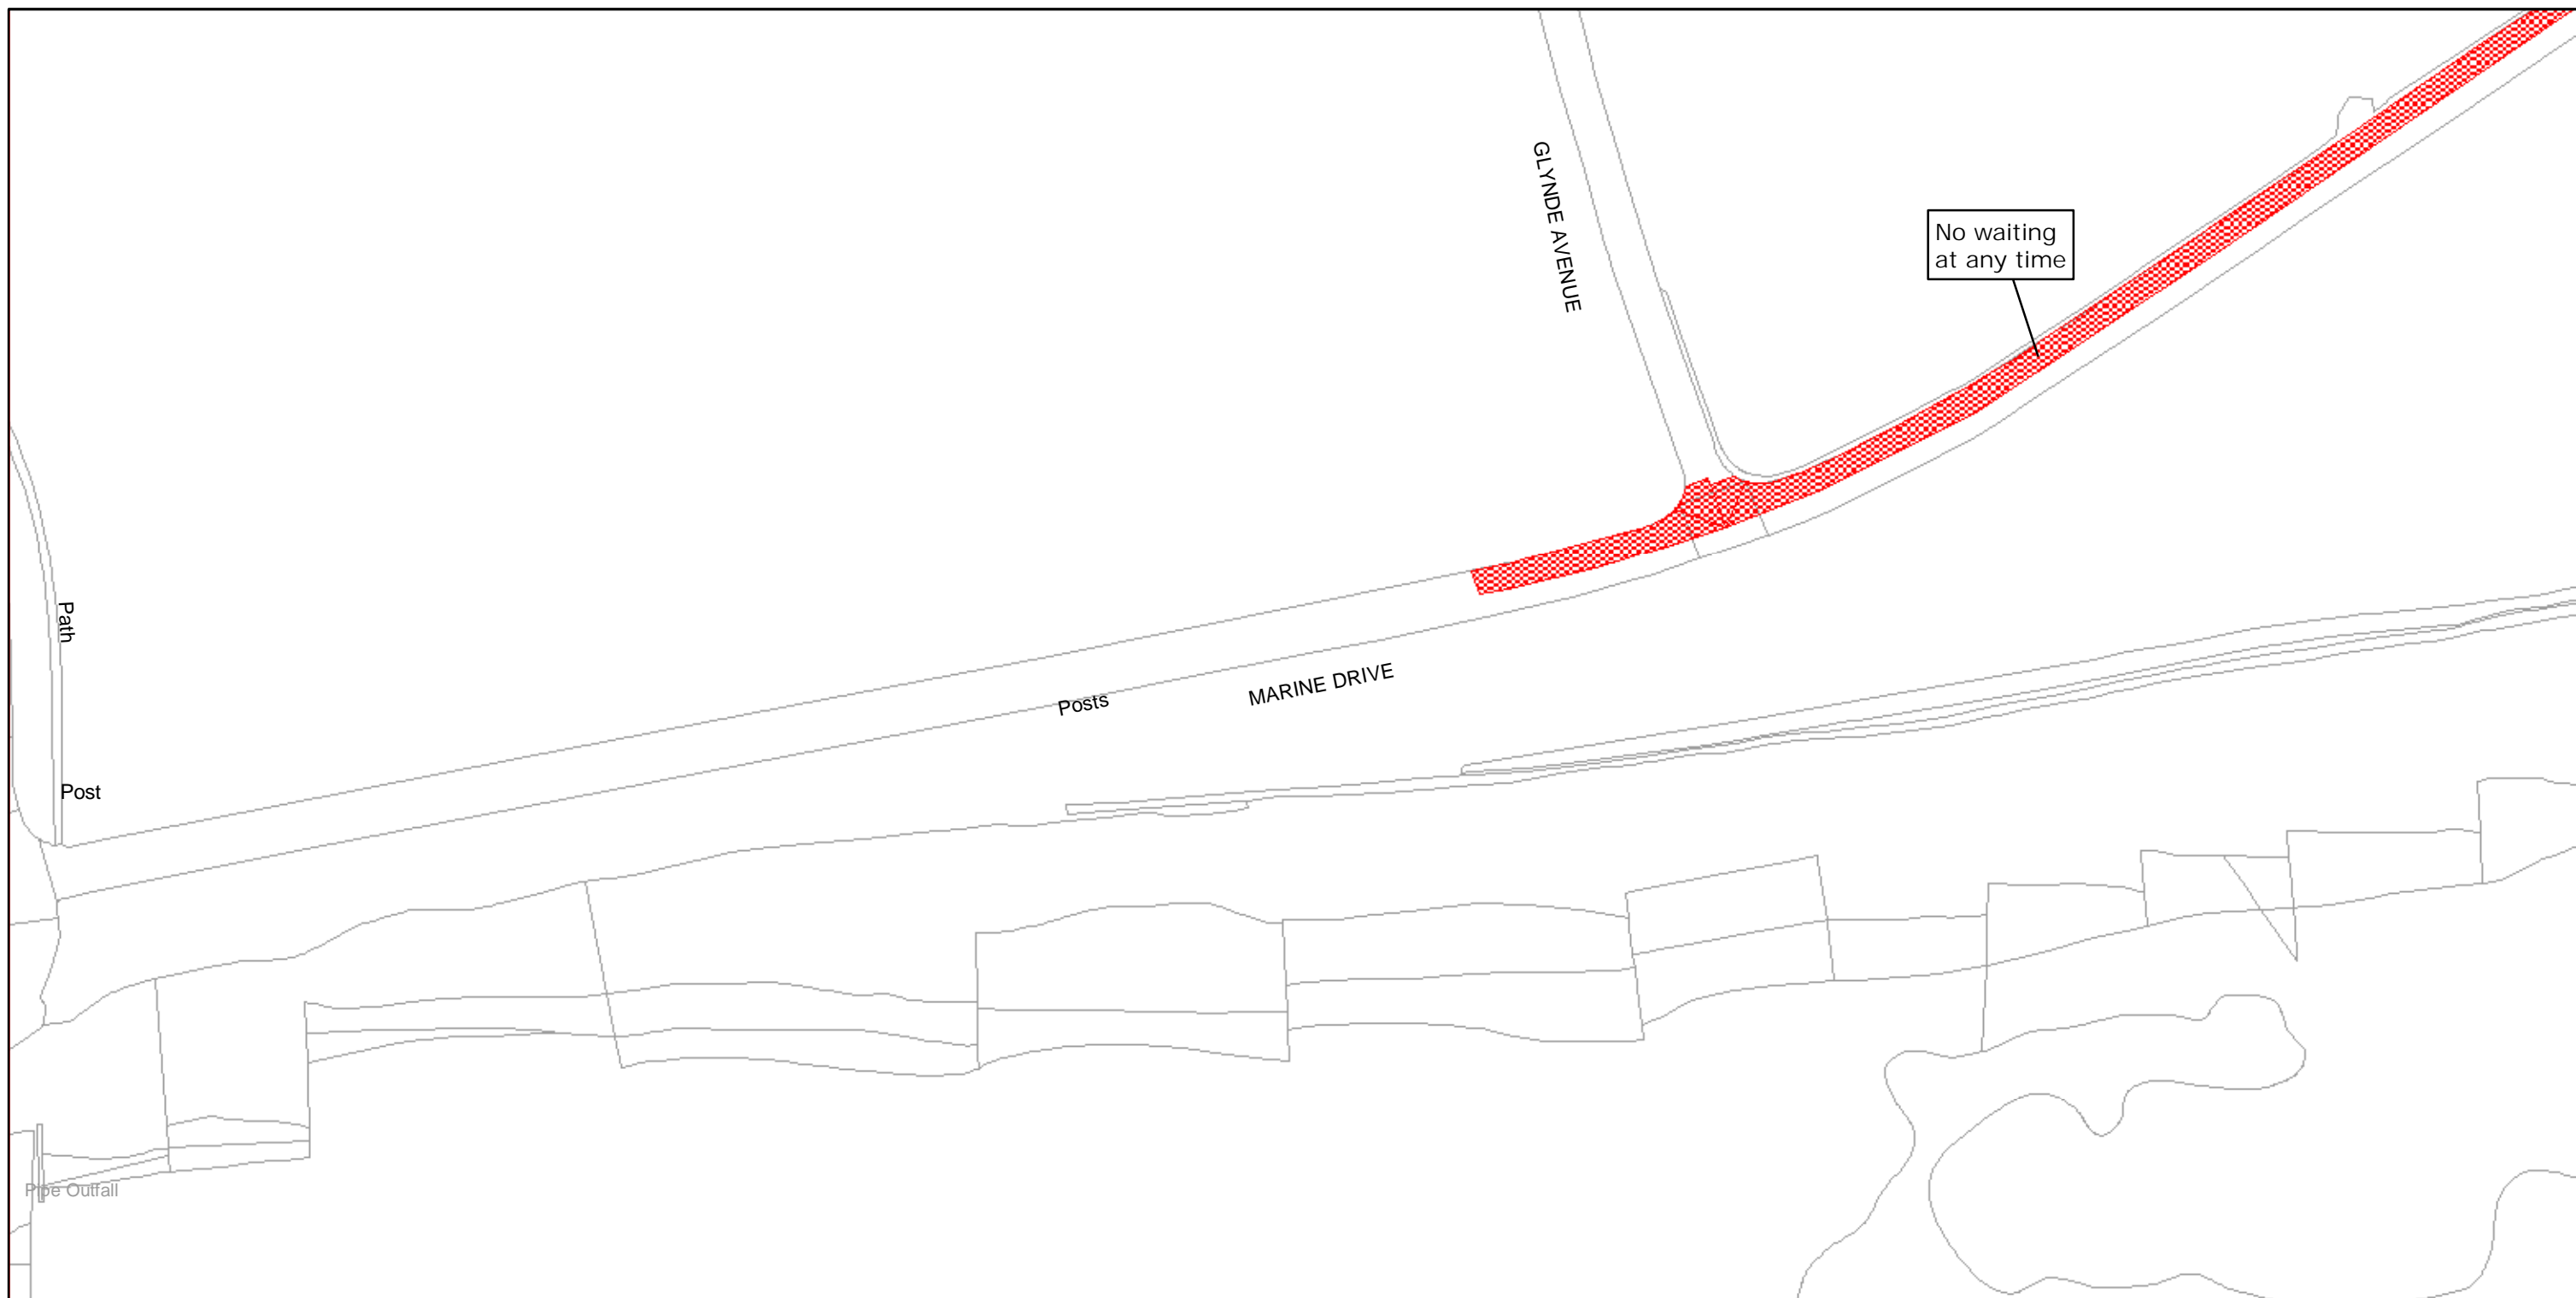 GLYNDE AVENUE
No waiting
at any time
Path
MARINE DRIVE
Posts
Post
Pipe Outfall